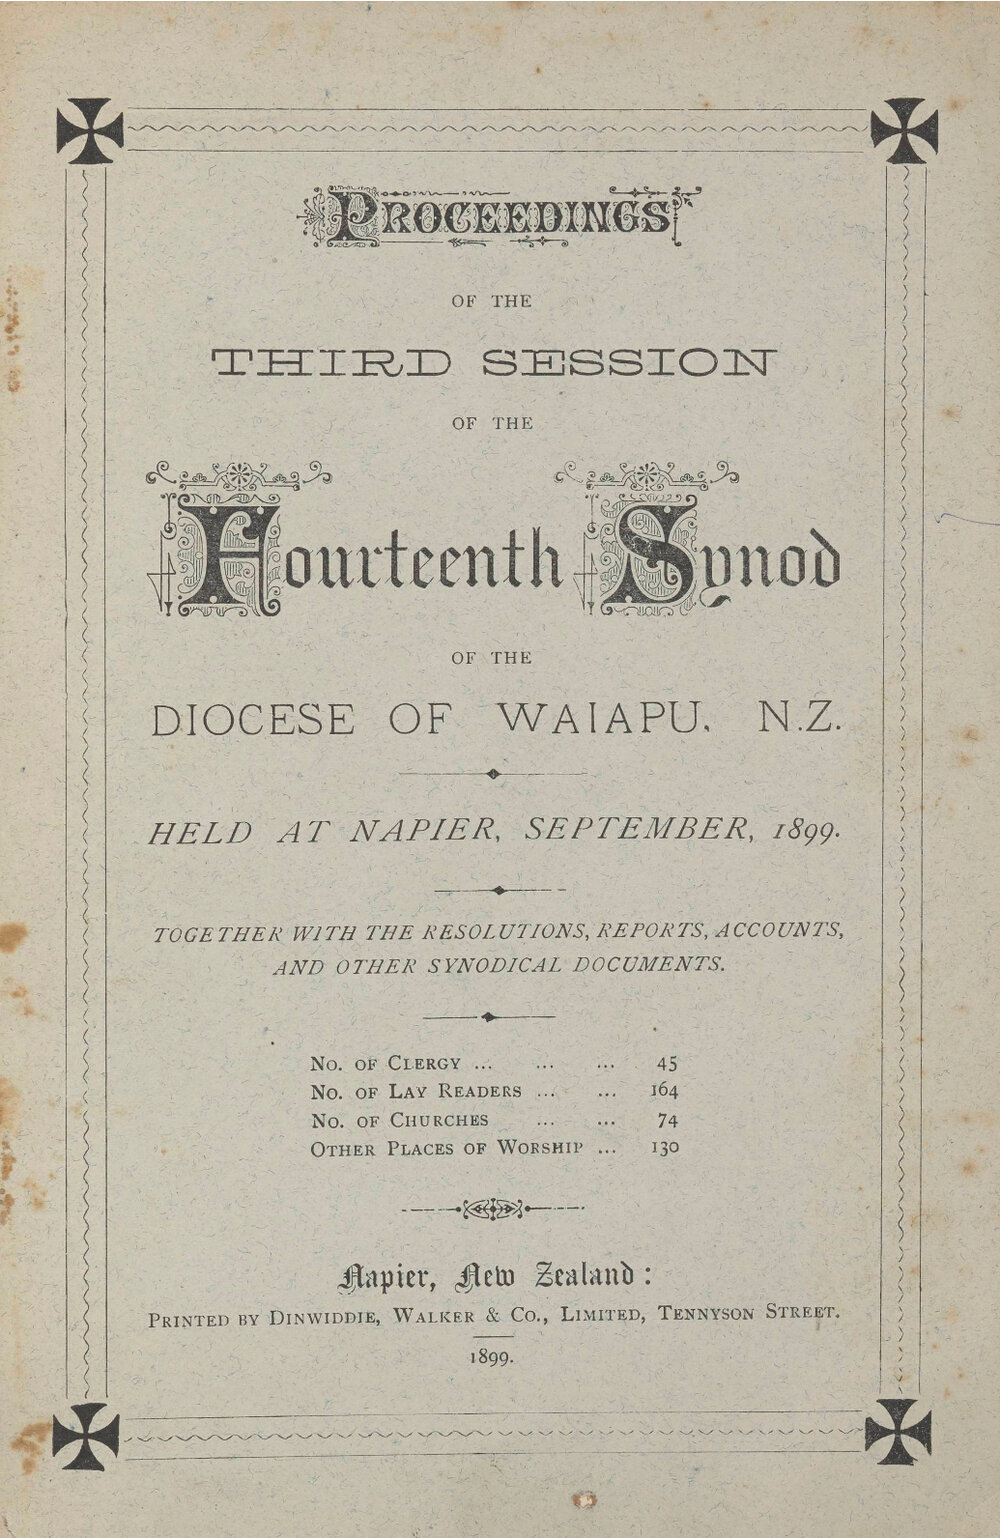 PROCEEDINGS
OF THE
THIRD SESSION
OF THE
Fourteenth Synod
OF THE
DIOCESE OF WAIAPU, N.Z.
HELD AT NAPIER, SEPTEMBER, 1899.
TOGETHER WITH THE RESOLUTIONS, REPORTS, ACCOUNTS,
AND OTHER SYNODICAL DOCUMENTS.
No. of Clergy ... ... ... 45
No. of Lay Readers ... ... 164
No. of Churches ... ... 74
Other Places of Worship ... 130
Napier, New Zealand:
Printed by Dinwiddie, Walker & Co., Limited, Tennyson Street.
1899.